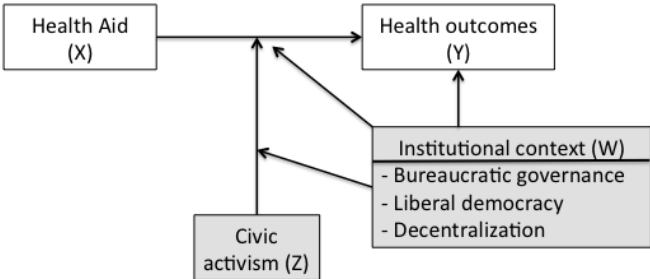 Health Aid
(X)
Health outcomes
(Y)
Institutional context (W)
- Bureaucratic governance
- Liberal democracy
- Decentralization
Civic
activism (Z)